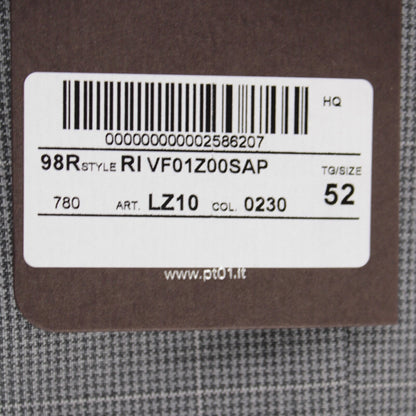 HQ
000000000002586207
98R STYLE RI VF01Z00SAP TG/SIZE
780 ART. LZ10 COL. 0230 52
www.pt01.it